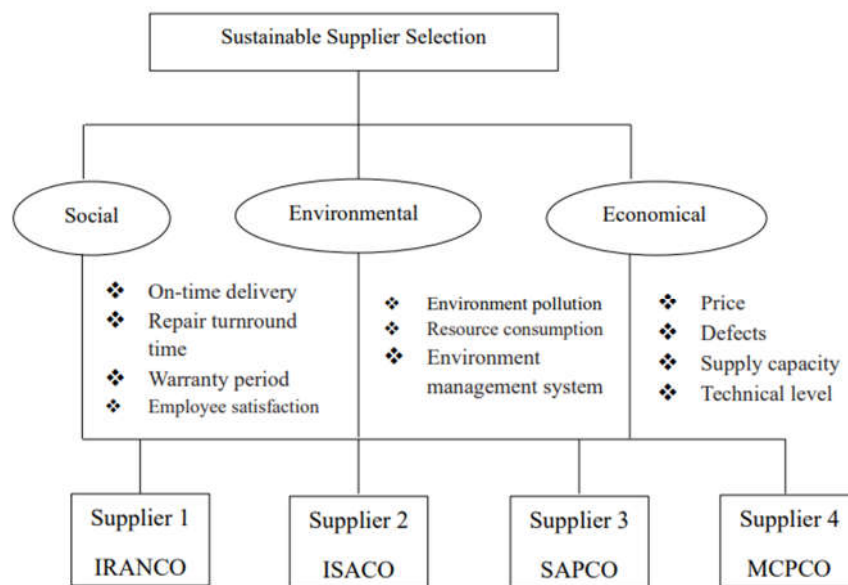 Sustainable Supplier Selection
Social
Environmental
Economical
❖ On-time delivery
❖ Repair turnround
time
❖ Warranty period
❖ Employee satisfaction
❖ Environment pollution
❖ Resource consumption
❖ Environment
management system
❖ Price
❖ Defects
❖ Supply capacity
❖ Technical level
Supplier 1
IRANCO
Supplier 2
ISACO
Supplier 3
SAPCO
Supplier 4
MCPCO